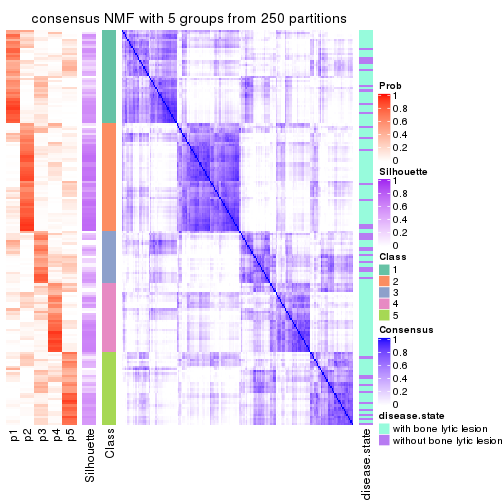 consensus NMF with 5 groups from 250 partitions
Prob
1
0.8
0.6
0.4
0.2
0
Silhouette
1
0.8
0.6
0.4
0.2
0
Class
1
2
3
4
5
Consensus
1
0.8
0.6
0.4
0.2
0
disease.state
with bone lytic lesion
without bone lytic lesion
p1
p2
p3
p4
p5
Silhouette
Class
disease.state